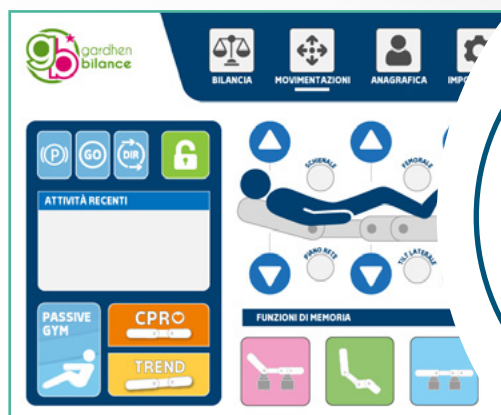 gardhen
bilance
BILANCIA
MOVIMENTAZIONI
ANAGRAFICA
(P)
GO
DIR
ATTIVITÀ RECENTI
SCHIENALE
FEMORALE
PIANO RETE
TILT LATERALE
PASSIVE
GYM
CPR
TREND
FUNZIONI DI MEMORIA